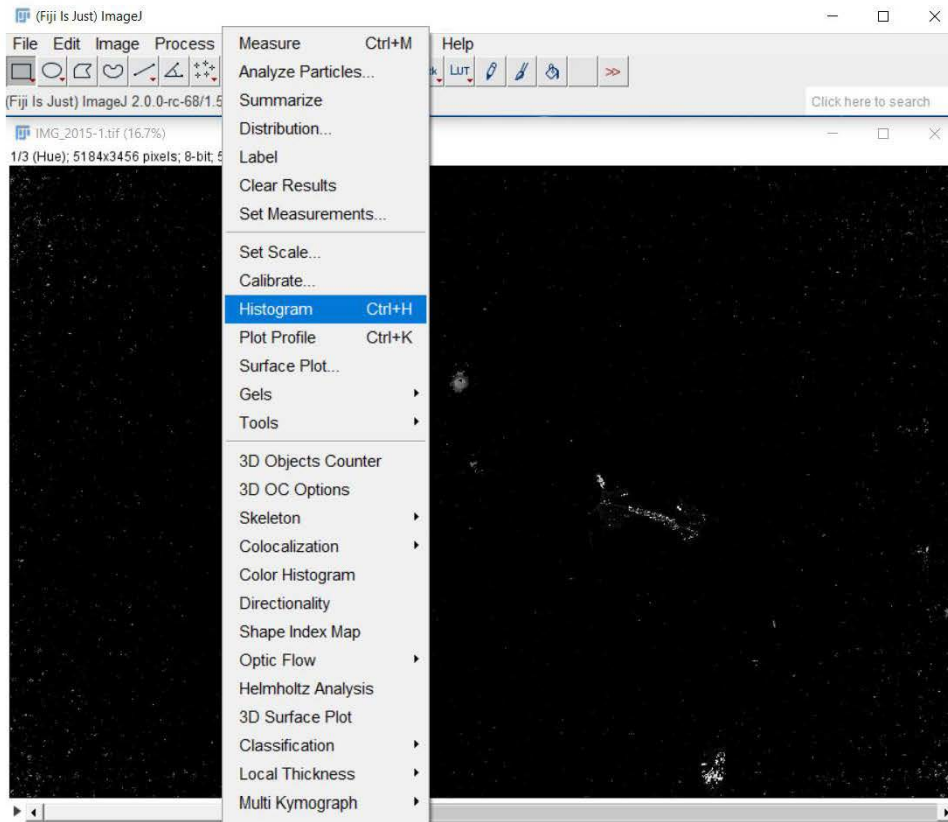 (Fiji Is Just) ImageJ
File Edit Image Process Help
LUT >>
(Fiji Is Just) ImageJ 2.0.0-rc-68/1.5
Click here to search
IMG_2015-1.tif (16.7%)
1/3 (Hue); 5184x3456 pixels; 8-bit;
Measure Ctrl+M
Analyze Particles...
Summarize
Distribution...
Label
Clear Results
Set Measurements...
Set Scale...
Calibrate...
Histogram Ctrl+H
Plot Profile Ctrl+K
Surface Plot...
Gels
Tools
3D Objects Counter
3D OC Options
Skeleton
Colocalization
Color Histogram
Directionality
Shape Index Map
Optic Flow
Helmholtz Analysis
3D Surface Plot
Classification
Local Thickness
Multi Kymograph